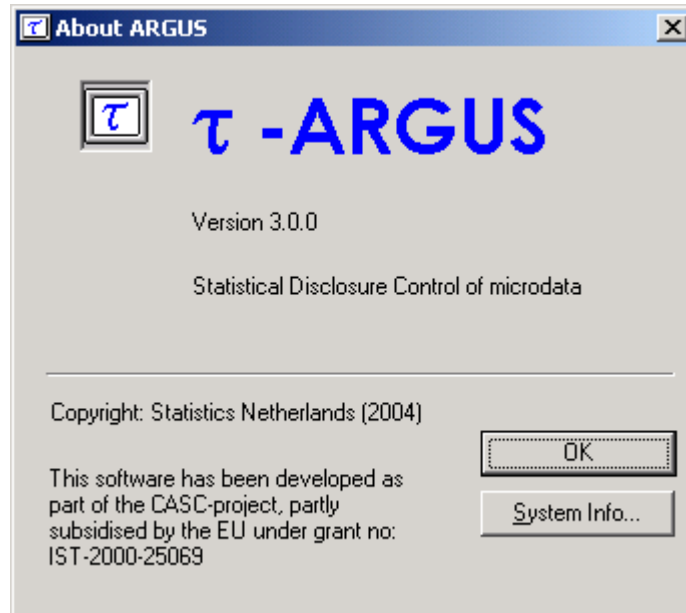 τ About ARGUS
τ
τ -ARGUS
Version 3.0.0
Statistical Disclosure Control of microdata
Copyright: Statistics Netherlands (2004)
OK
This software has been developed as
part of the CASC-project, partly
subsidised by the EU under grant no:
IST-2000-25069
System Info...